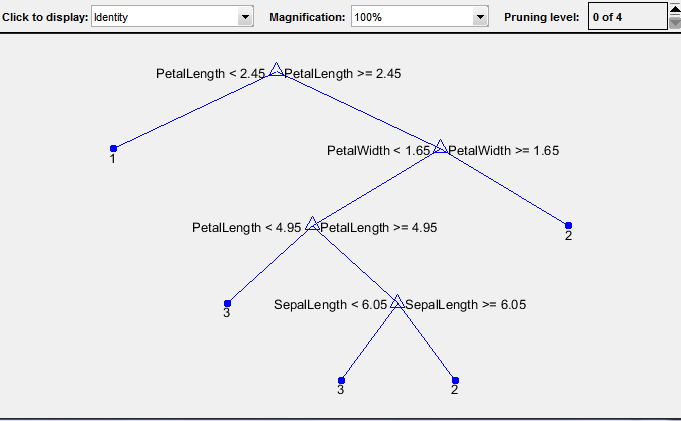 Click to display: Identity Magnification: 100% Pruning level: 0 of 4
PetalLength < 2.45 PetalLength >= 2.45
1
PetalWidth < 1.65 PetalWidth >= 1.65
2
PetalLength < 4.95 PetalLength >= 4.95
3
SepalLength < 6.05 SepalLength >= 6.05
3 2